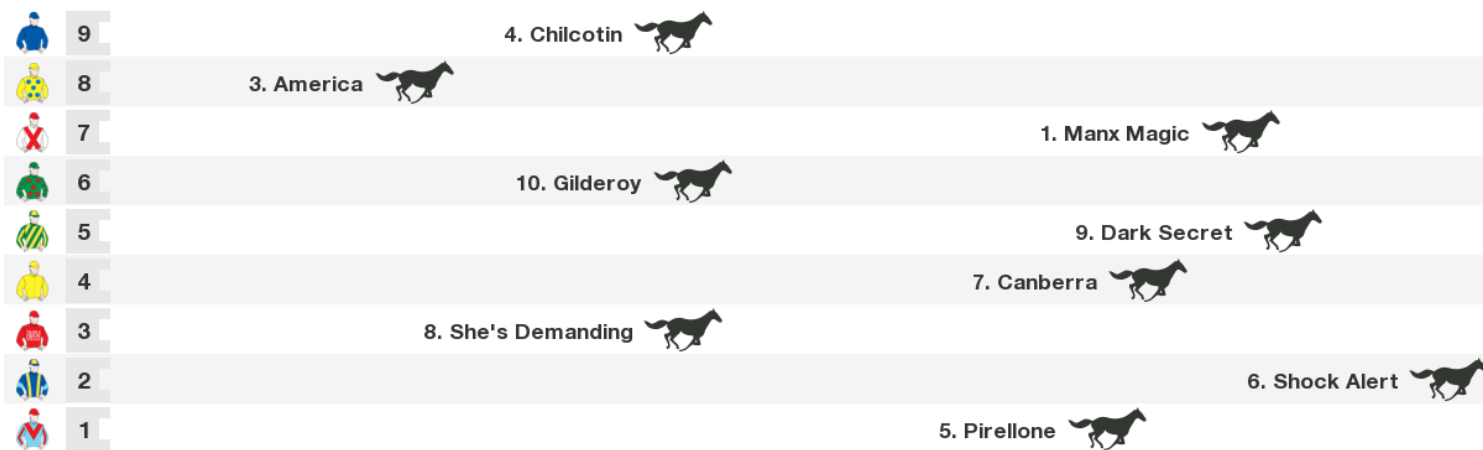 9 4. Chilcotin
8 3. America
7 1. Manx Magic
6 10. Gilderoy
5 9. Dark Secret
4 7. Canberra
3 8. She's Demanding
2 6. Shock Alert
1 5. Pirellone